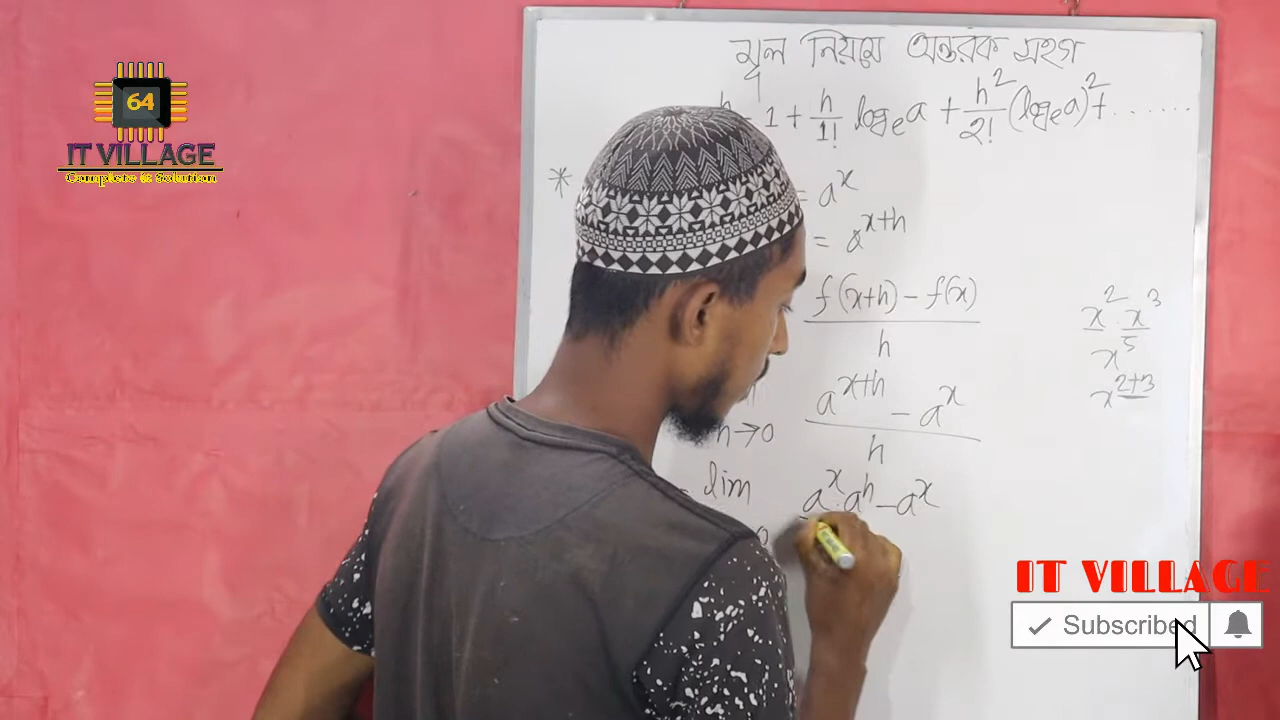 মূল নিয়মে অন্তরক সহগ
1 + h/1! logₑa + h²/2! (logₑa)² + ......
64
IT VILLAGE
Complete it Solution
*
= aˣ
= aˣ⁺ʰ
f(x+h) - f(x)
h
x² · x³
x⁵
x²⁺³
aˣ⁺ʰ - aˣ
h→0
h
= lim aˣ·aʰ - aˣ
IT VILLAGE
Subscribed